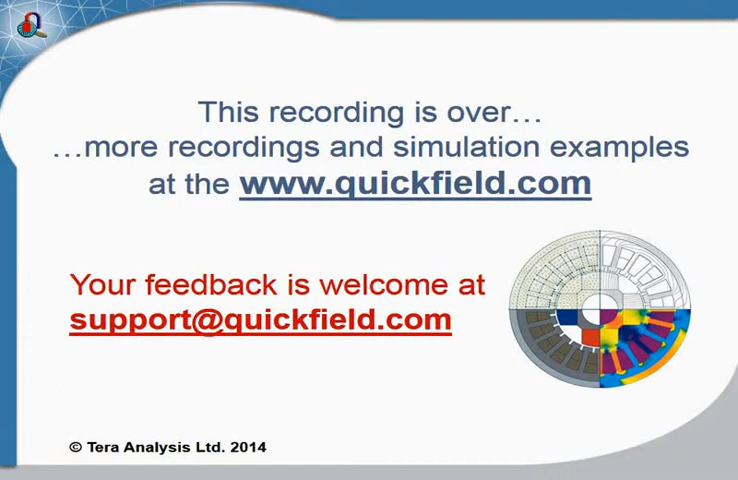 This recording is over…
…more recordings and simulation examples
at the www.quickfield.com
Your feedback is welcome at
support@quickfield.com
© Tera Analysis Ltd. 2014